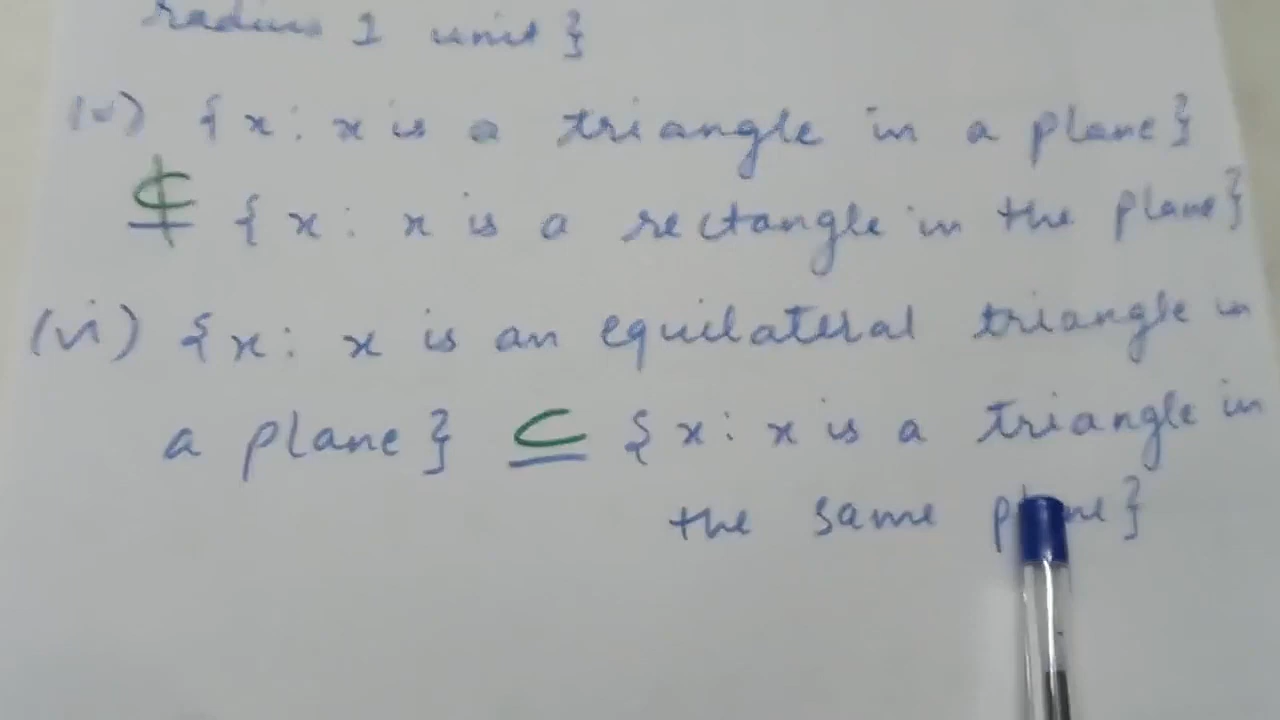 radius 1 unit}
(v) {x : x is a triangle in a plane}
⊄ {x : x is a rectangle in the plane}
(vi) {x : x is an equilateral triangle in
a plane} ⊂ {x : x is a triangle in
the same plane}